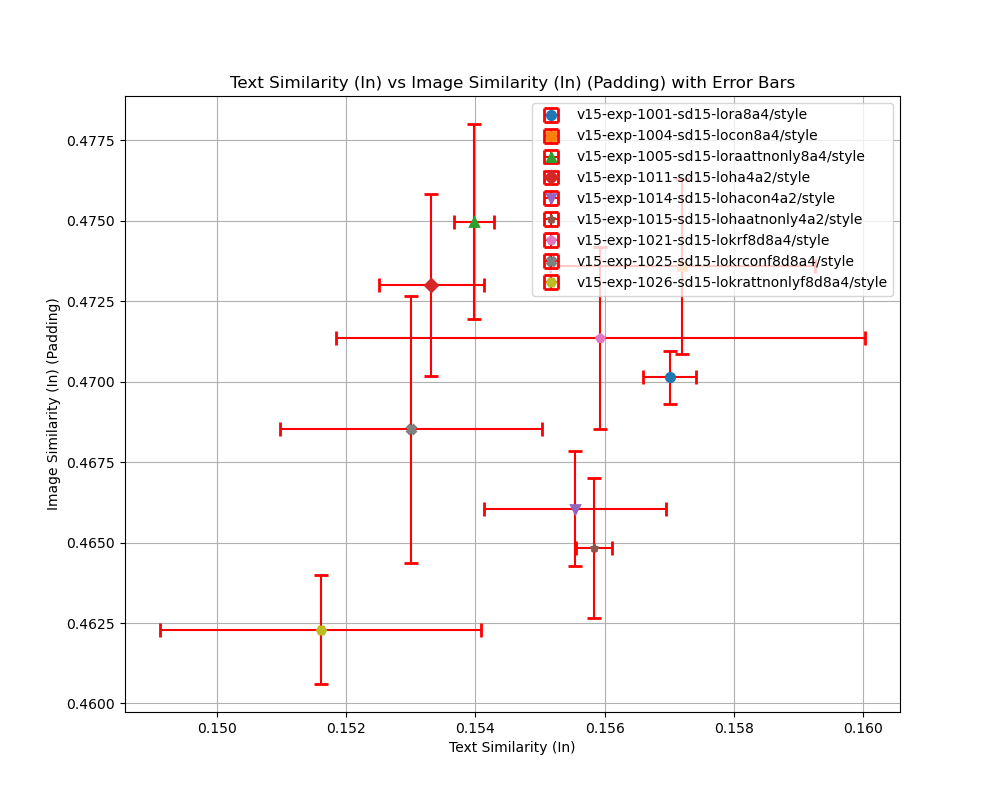 Text Similarity (In) vs Image Similarity (In) (Padding) with Error Bars
v15-exp-1001-sd15-lora8a4/style
v15-exp-1004-sd15-locon8a4/style
v15-exp-1005-sd15-loraattnonly8a4/style
v15-exp-1011-sd15-loha4a2/style
v15-exp-1014-sd15-lohacon4a2/style
v15-exp-1015-sd15-lohaatnonly4a2/style
v15-exp-1021-sd15-lokrf8d8a4/style
v15-exp-1025-sd15-lokrconf8d8a4/style
v15-exp-1026-sd15-lokrattnonlyf8d8a4/style
Image Similarity (In) (Padding)
0.4775
0.4750
0.4725
0.4700
0.4675
0.4650
0.4625
0.4600
0.150 0.152 0.154 0.156 0.158 0.160
Text Similarity (In)